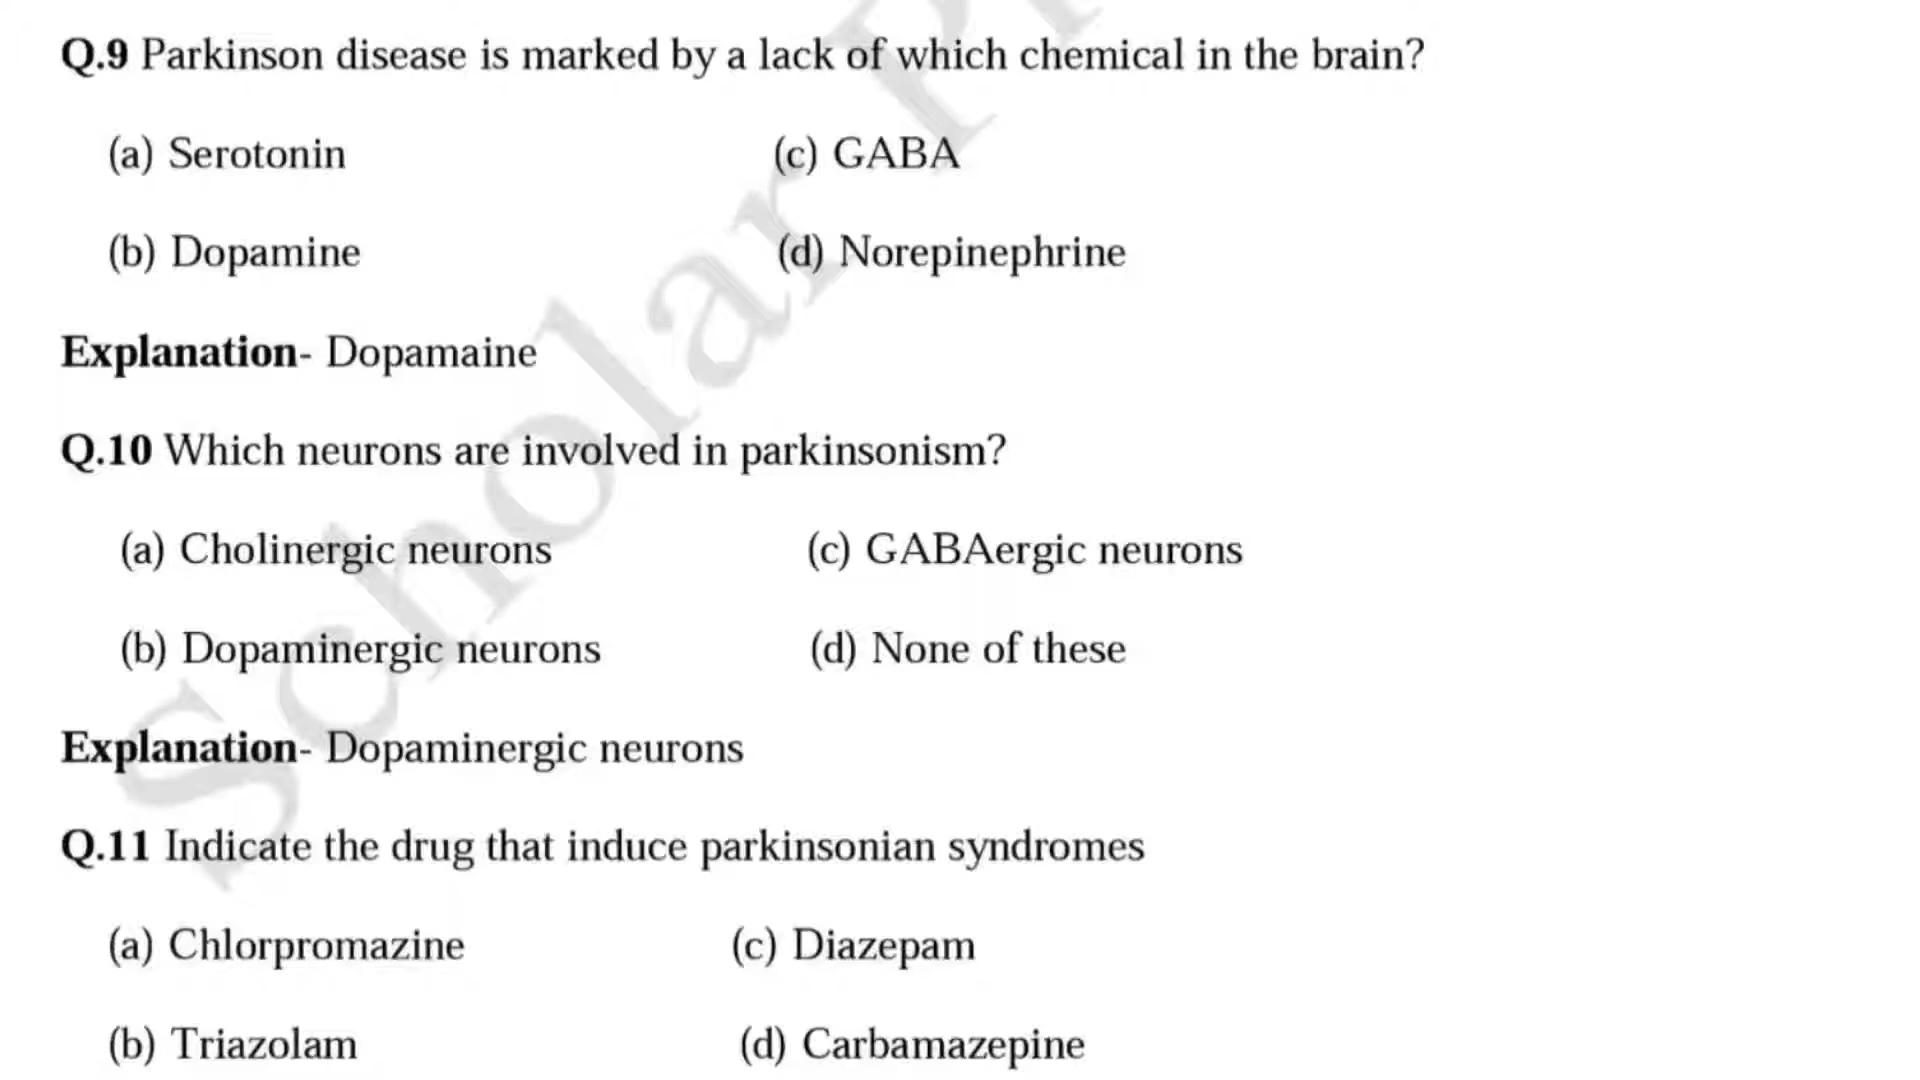 Q.9 Parkinson disease is marked by a lack of which chemical in the brain?
(a) Serotonin (c) GABA
(b) Dopamine (d) Norepinephrine
Explanation- Dopamaine
Q.10 Which neurons are involved in parkinsonism?
(a) Cholinergic neurons (c) GABAergic neurons
(b) Dopaminergic neurons (d) None of these
Explanation- Dopaminergic neurons
Q.11 Indicate the drug that induce parkinsonian syndromes
(a) Chlorpromazine (c) Diazepam
(b) Triazolam (d) Carbamazepine
Scholar